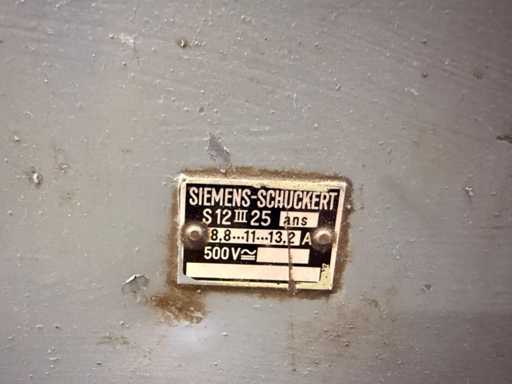 SIEMENS-SCHUCKERT
S 12 III 25 ans
8,8...11...13,2 A
500V≂